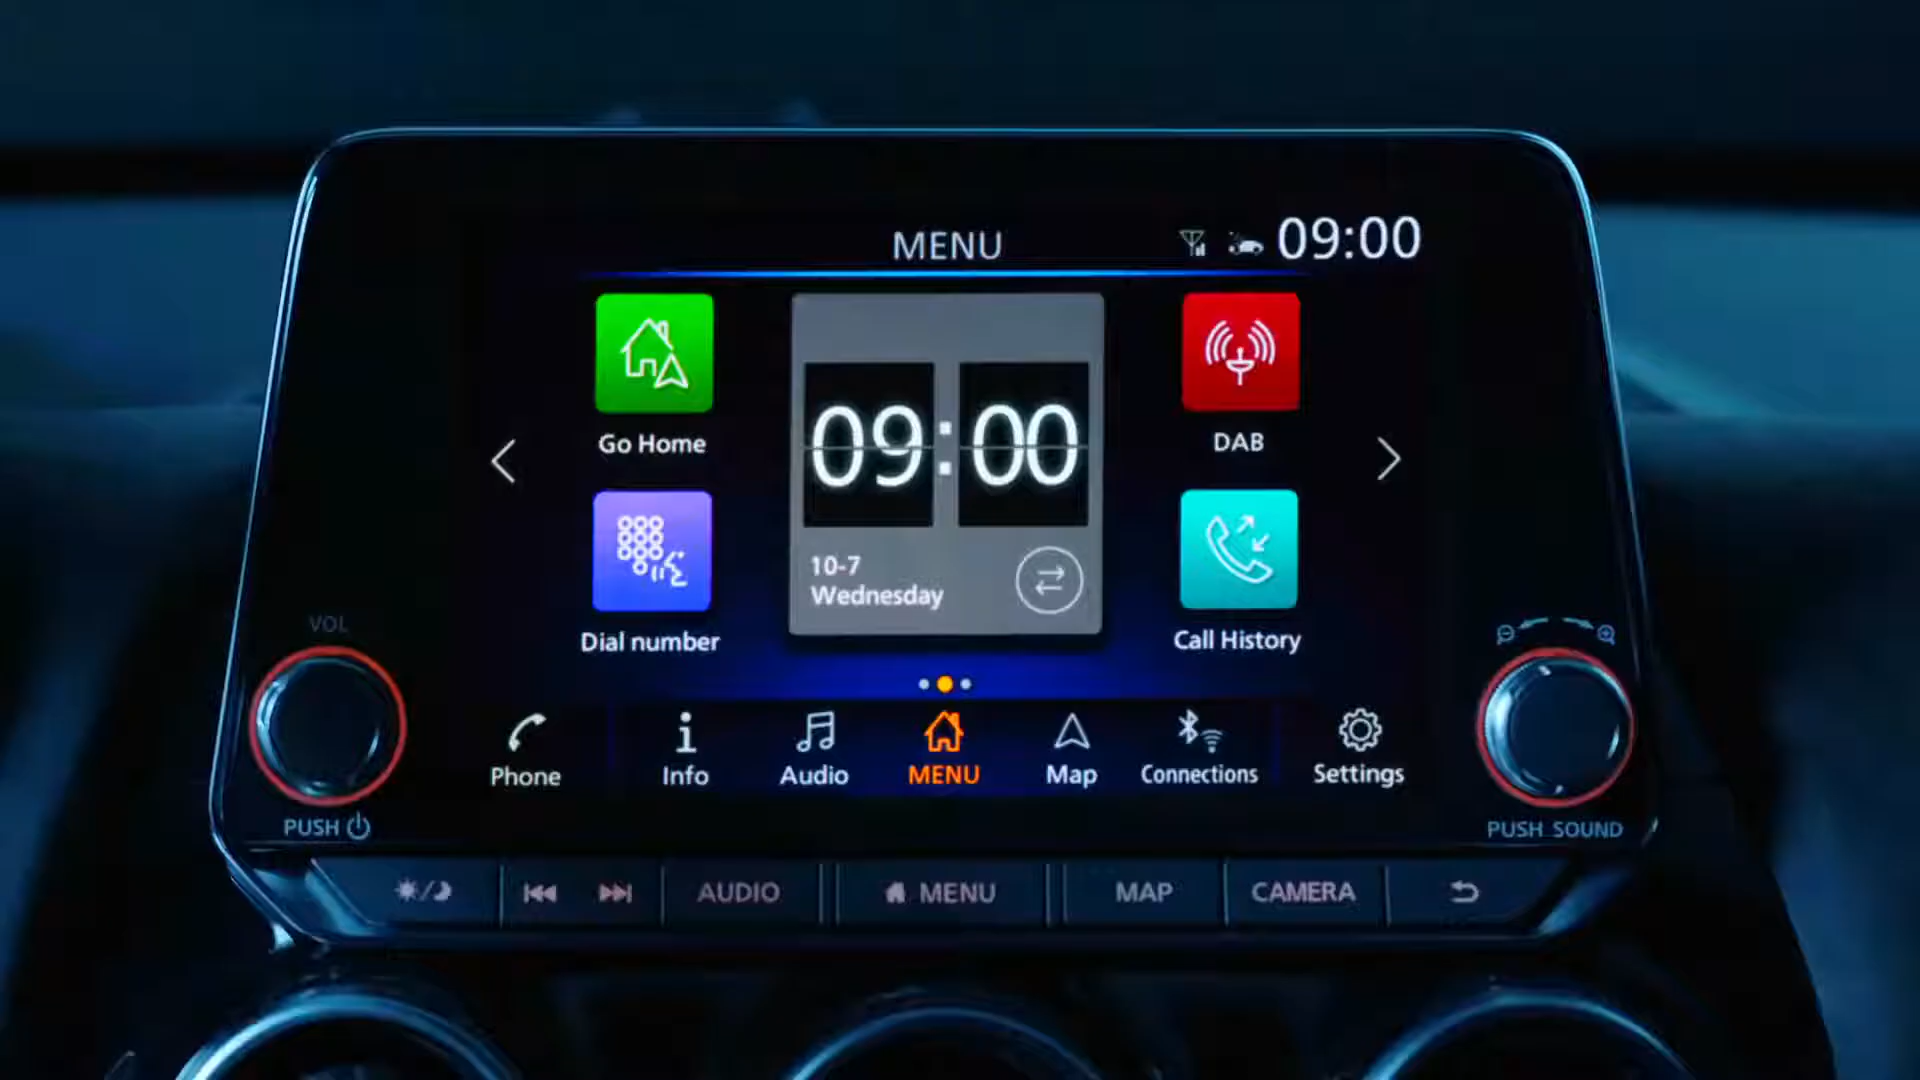 MENU
09:00
Go Home
DAB
09:00
10-7
Wednesday
Dial number
Call History
VOL
Phone
Info
Audio
MENU
Map
Connections
Settings
PUSH
PUSH SOUND
AUDIO
MENU
MAP
CAMERA